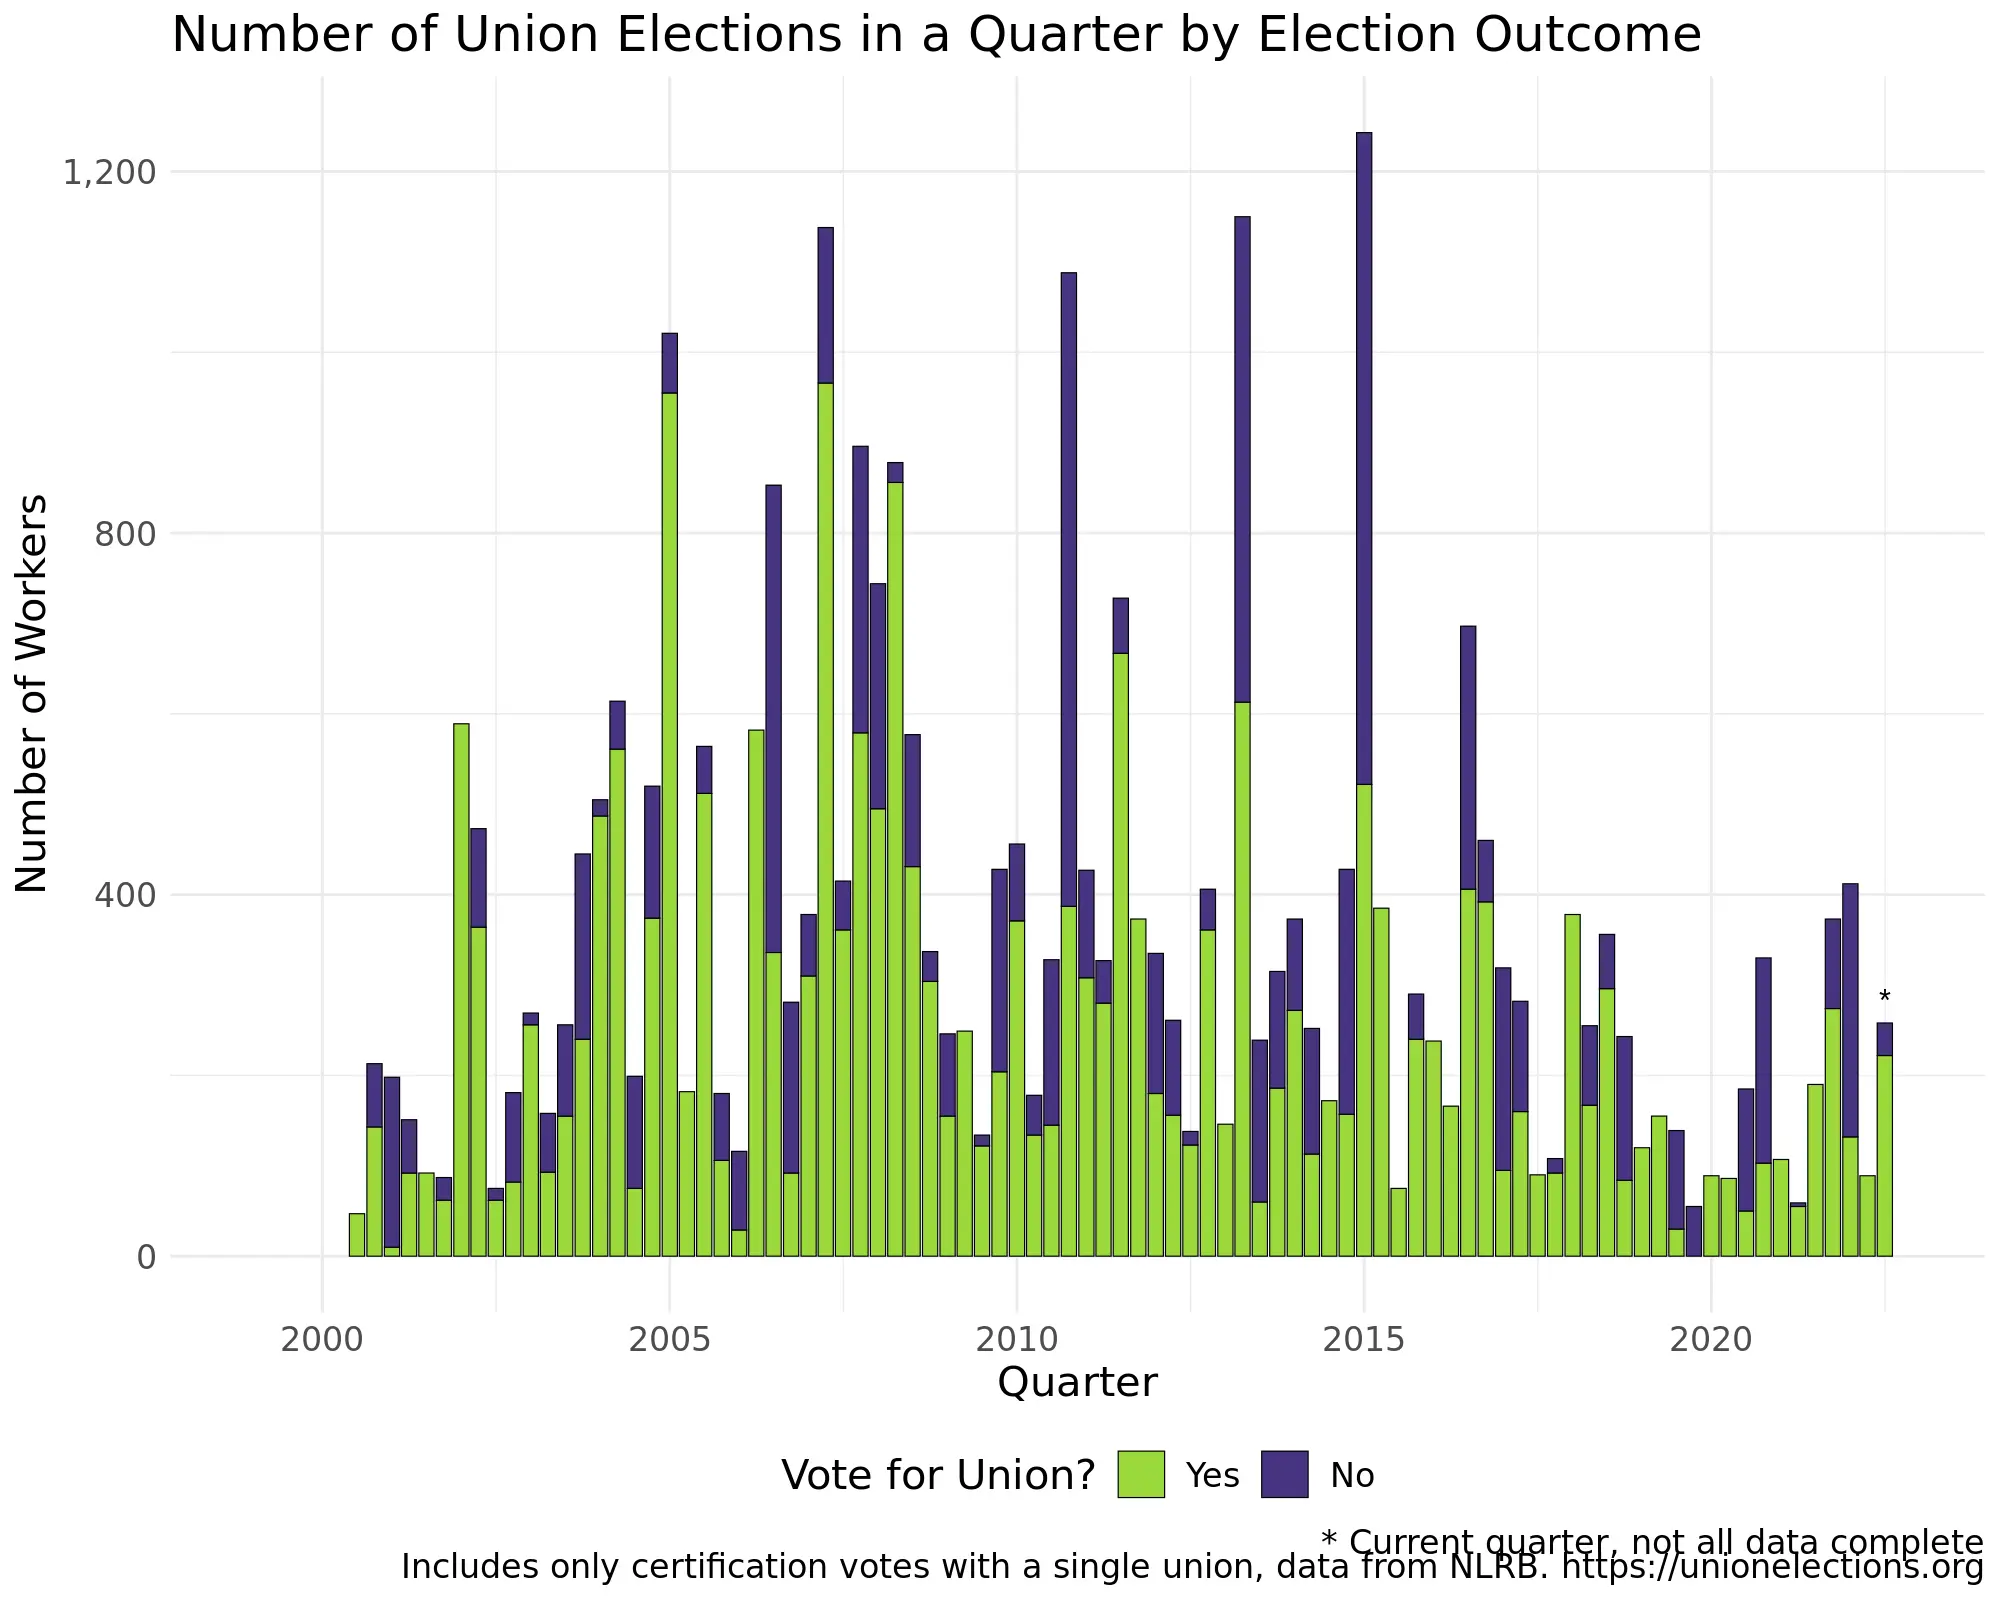 Number of Union Elections in a Quarter by Election Outcome
1,200
800
400
0
Number of Workers
2000 2005 2010 2015 2020
*
Quarter
Vote for Union? Yes No
* Current quarter, not all data complete
Includes only certification votes with a single union, data from NLRB. https://unionelections.org